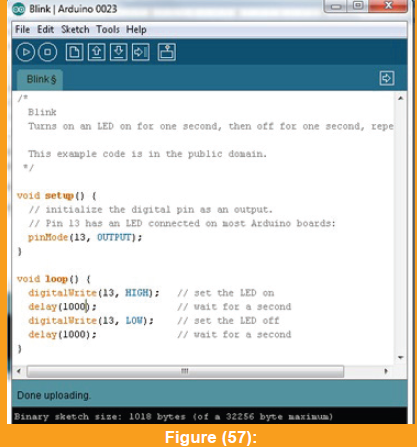 Blink | Arduino 0023
File Edit Sketch Tools Help
Blink §
/*
Blink
Turns on an LED on for one second, then off for one second, repe
This example code is in the public domain.
*/
void setup() {
// initialize the digital pin as an output.
// Pin 13 has an LED connected on most Arduino boards:
pinMode(13, OUTPUT);
}
void loop() {
digitalWrite(13, HIGH);   // set the LED on
delay(1000);              // wait for a second
digitalWrite(13, LOW);    // set the LED off
delay(1000);              // wait for a second
}
Done uploading.
Binary sketch size: 1018 bytes (of a 32256 byte maximum)
Figure (57):